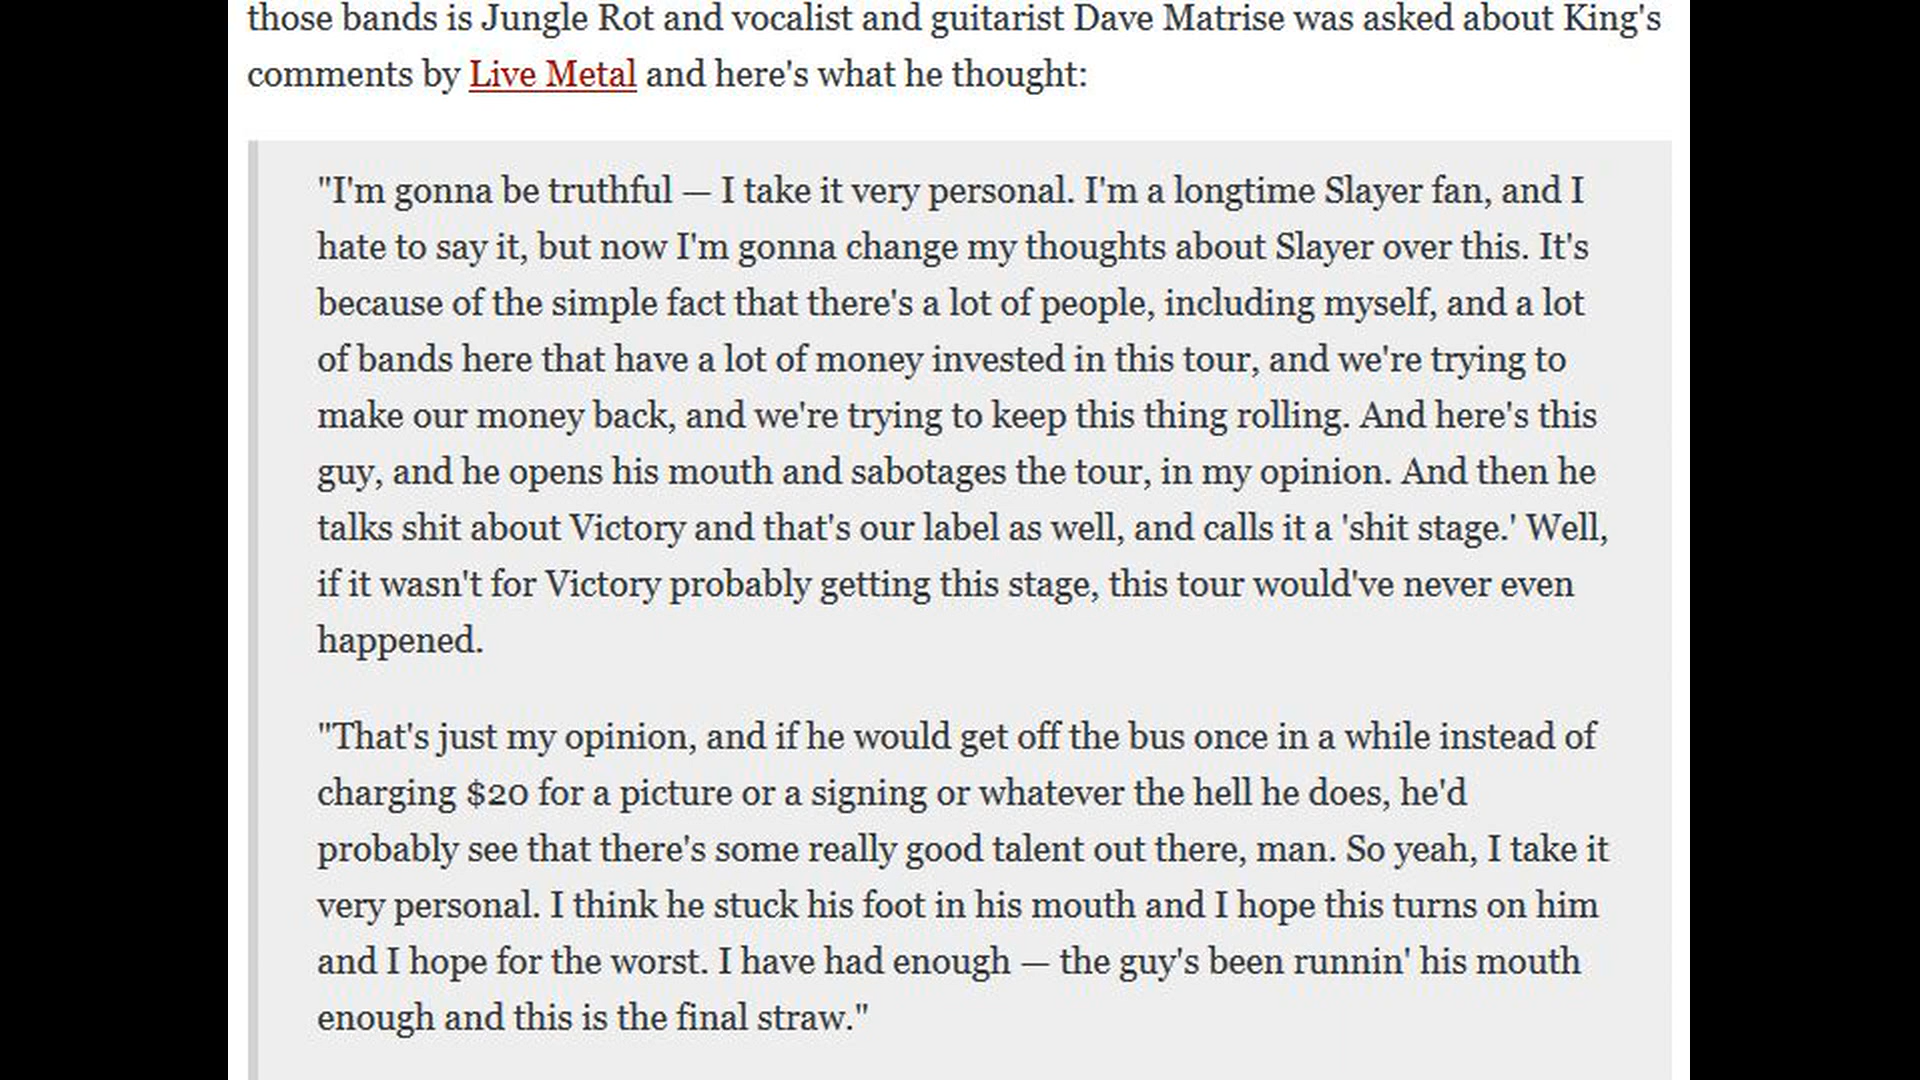 those bands is Jungle Rot and vocalist and guitarist Dave Matrise was asked about King's
comments by Live Metal and here's what he thought:
"I'm gonna be truthful — I take it very personal. I'm a longtime Slayer fan, and I
hate to say it, but now I'm gonna change my thoughts about Slayer over this. It's
because of the simple fact that there's a lot of people, including myself, and a lot
of bands here that have a lot of money invested in this tour, and we're trying to
make our money back, and we're trying to keep this thing rolling. And here's this
guy, and he opens his mouth and sabotages the tour, in my opinion. And then he
talks shit about Victory and that's our label as well, and calls it a 'shit stage.' Well,
if it wasn't for Victory probably getting this stage, this tour would've never even
happened.
"That's just my opinion, and if he would get off the bus once in a while instead of
charging $20 for a picture or a signing or whatever the hell he does, he'd
probably see that there's some really good talent out there, man. So yeah, I take it
very personal. I think he stuck his foot in his mouth and I hope this turns on him
and I hope for the worst. I have had enough — the guy's been runnin' his mouth
enough and this is the final straw."